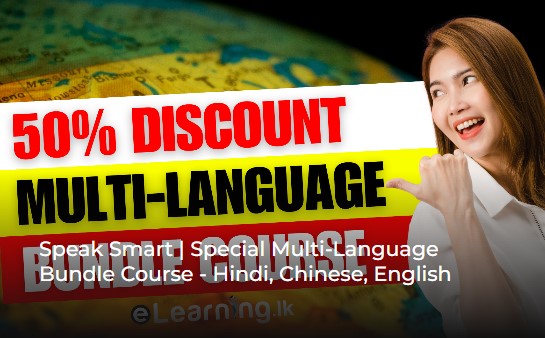 50% DISCOUNT
MULTI-LANGUAGE
BUNDLE COURSE
Speak Smart | Special Multi-Language
Bundle Course - Hindi, Chinese, English
eLearning.lk